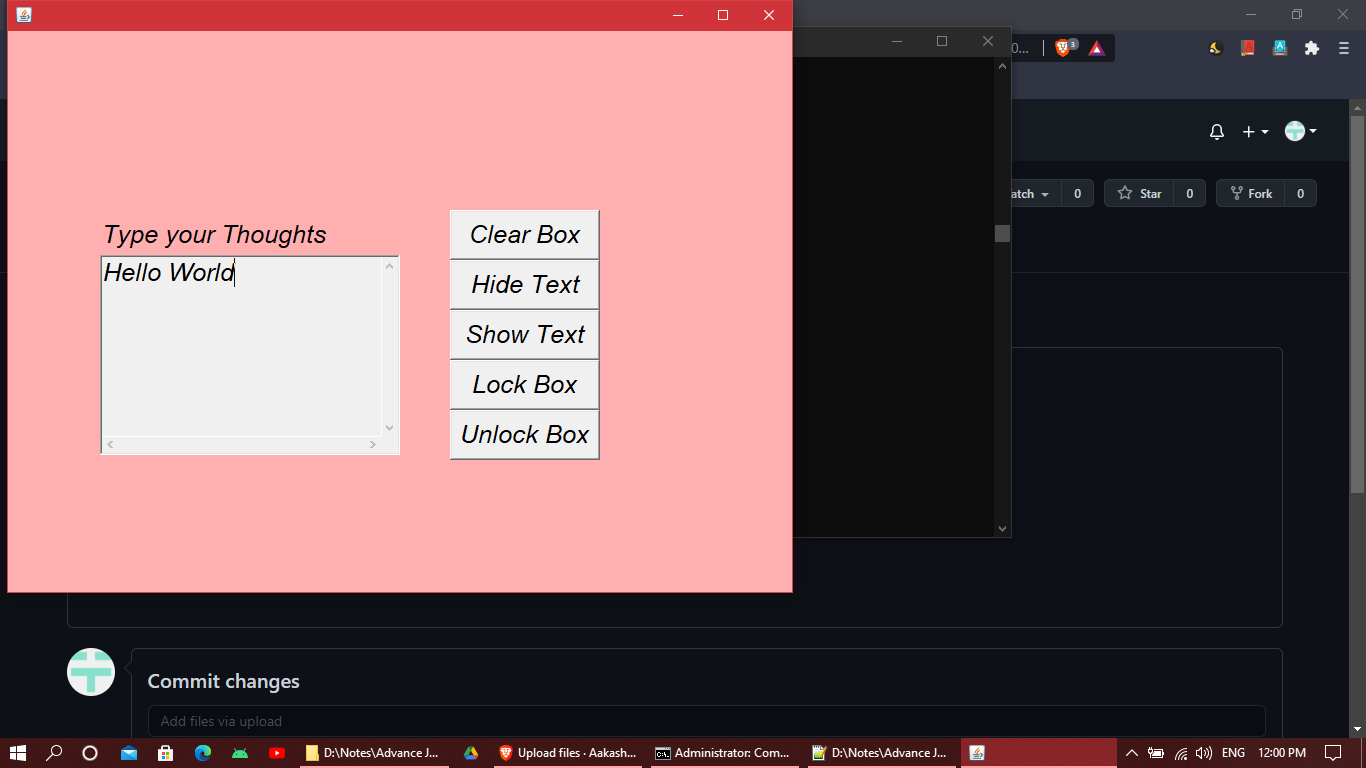 0...
3
atch
0
Star
0
Fork
0
Type your Thoughts
Hello World
Clear Box
Hide Text
Show Text
Lock Box
Unlock Box
Commit changes
Add files via upload
D:\Notes\Advance J...
Upload files · Aakash...
Administrator: Com...
D:\Notes\Advance J...
ENG
12:00 PM